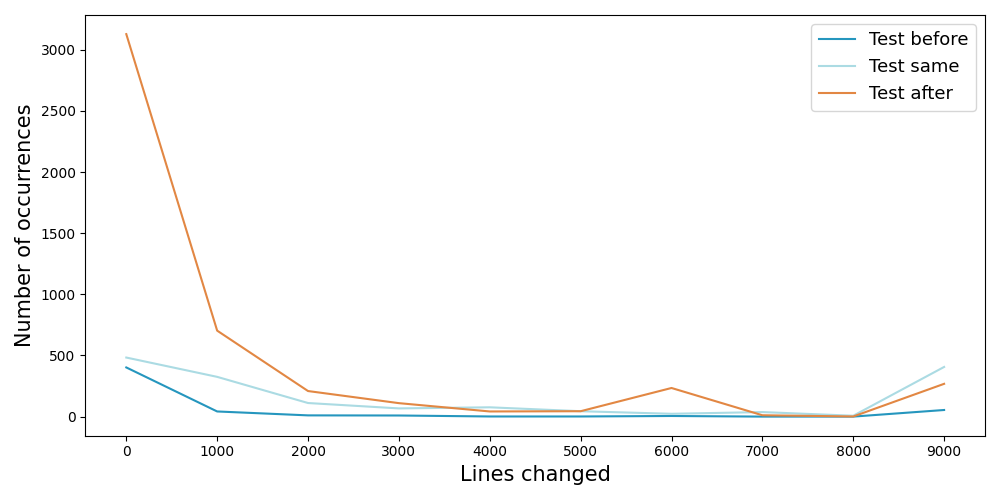 Test before
Test same
Test after
Number of occurrences
3000
2500
2000
1500
1000
500
0
0 1000 2000 3000 4000 5000 6000 7000 8000 9000
Lines changed